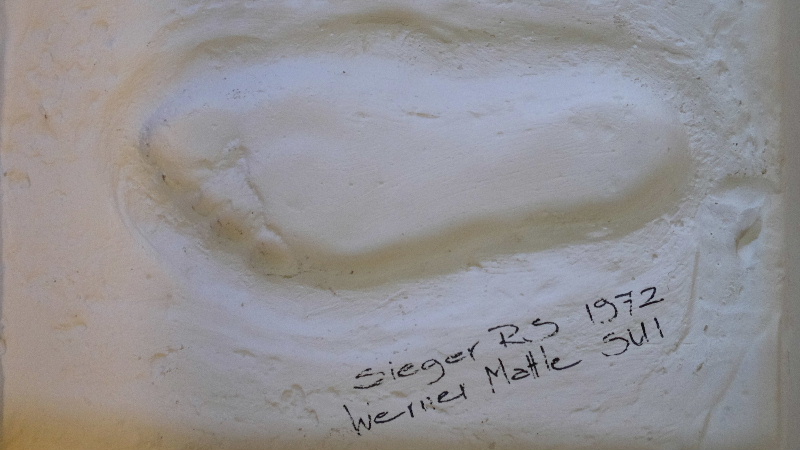 Sieger RS 1972
Werner Mattle SUI